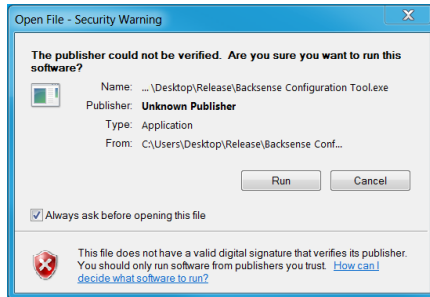 Open File - Security Warning
The publisher could not be verified. Are you sure you want to run this
software?
Name: ...\Desktop\Release\Backsense Configuration Tool.exe
Publisher: Unknown Publisher
Type: Application
From: C:\Users\Desktop\Release\Backsense Conf...
Run Cancel
Always ask before opening this file
This file does not have a valid digital signature that verifies its publisher.
You should only run software from publishers you trust. How can I
decide what software to run?